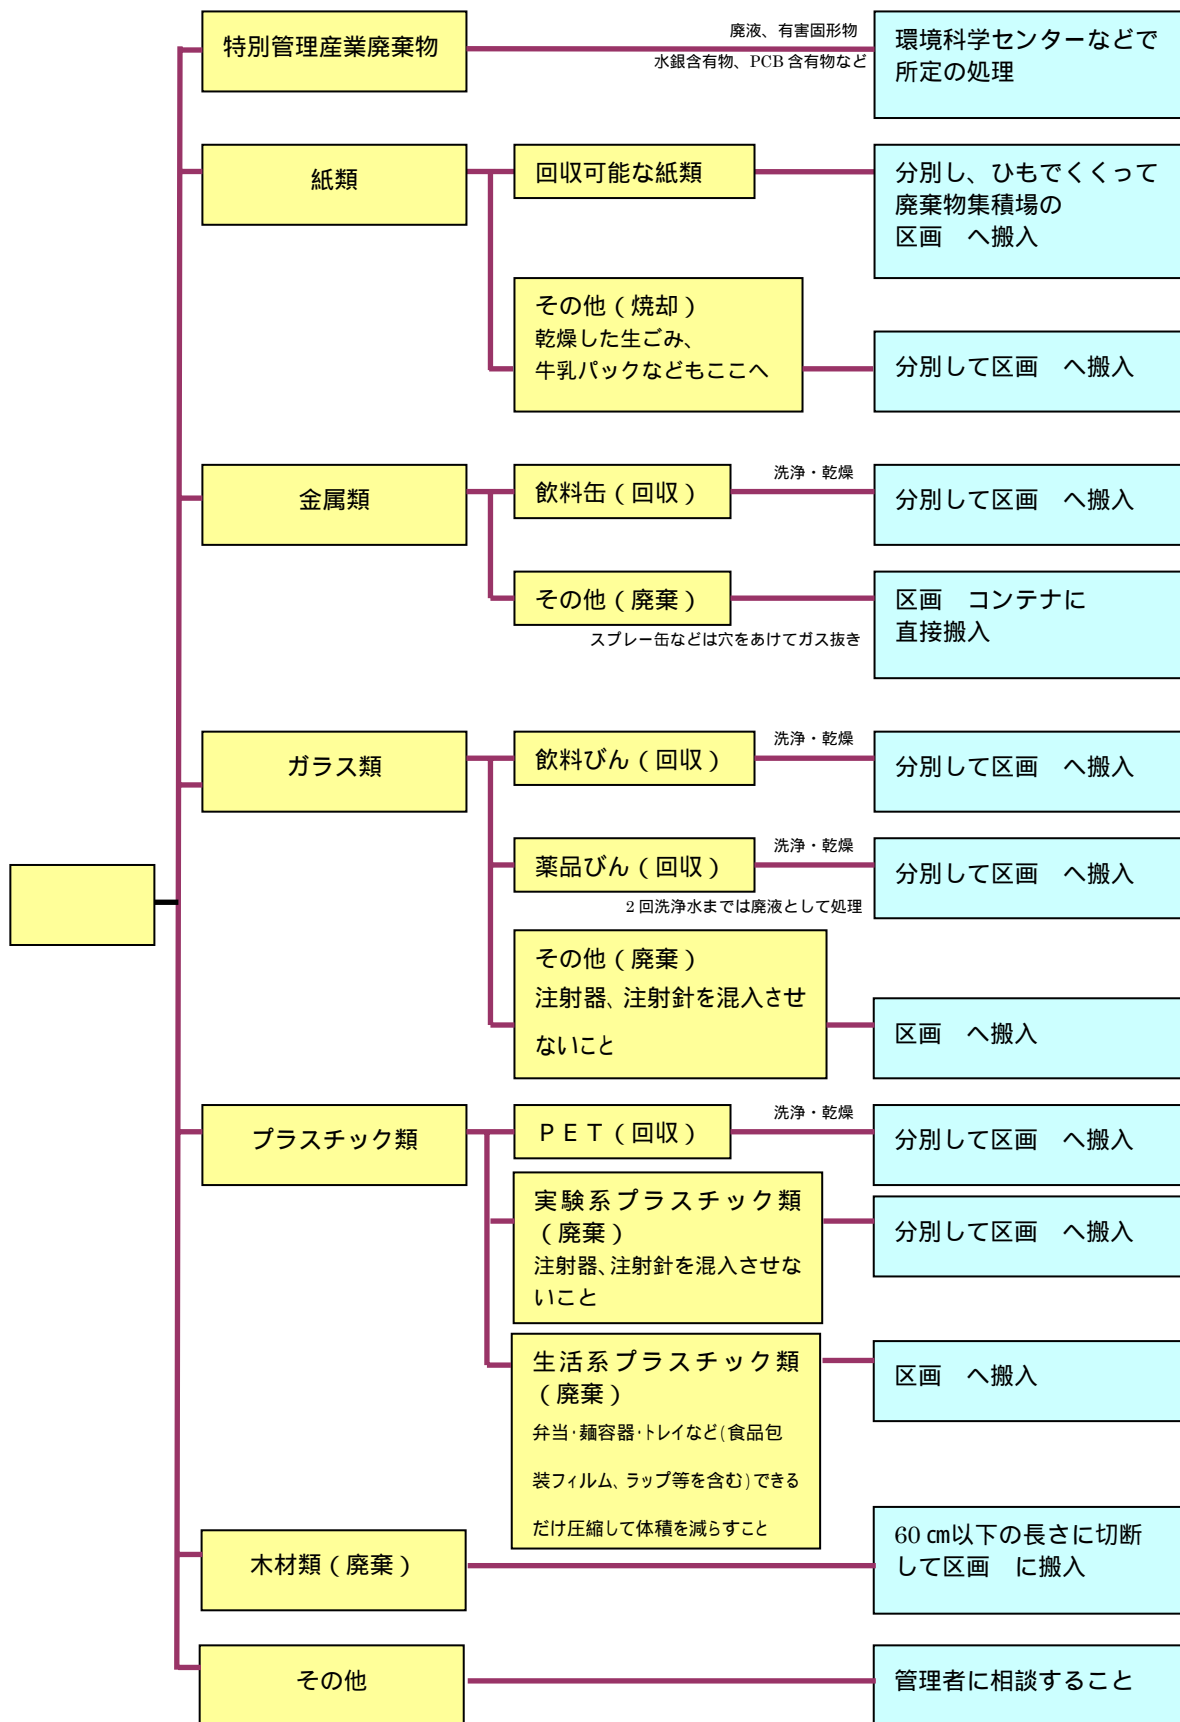 特別管理産業廃棄物
廃液、有害固形物
水銀含有物、PCB 含有物など
環境科学センターなどで
所定の処理
紙類
回収可能な紙類
分別し、ひもでくくって
廃棄物集積場の
区画　へ搬入
その他（焼却）
乾燥した生ごみ、
牛乳パックなどもここへ
分別して区画　へ搬入
金属類
飲料缶（回収）
洗浄・乾燥
分別して区画　へ搬入
その他（廃棄）
スプレー缶などは穴をあけてガス抜き
区画　コンテナに
直接搬入
ガラス類
飲料びん（回収）
洗浄・乾燥
分別して区画　へ搬入
薬品びん（回収）
洗浄・乾燥
2 回洗浄水までは廃液として処理
分別して区画　へ搬入
その他（廃棄）
注射器、注射針を混入させ
ないこと
区画　へ搬入
プラスチック類
ＰＥＴ（回収）
洗浄・乾燥
分別して区画　へ搬入
実験系プラスチック類
（廃棄）
注射器、注射針を混入させな
いこと
分別して区画　へ搬入
生活系プラスチック類
（廃棄）
弁当・麺容器・トレイなど（食品包
装フィルム、ラップ等を含む）できる
だけ圧縮して体積を減らすこと
区画　へ搬入
木材類（廃棄）
60 ㎝以下の長さに切断
して区画　に搬入
その他
管理者に相談すること